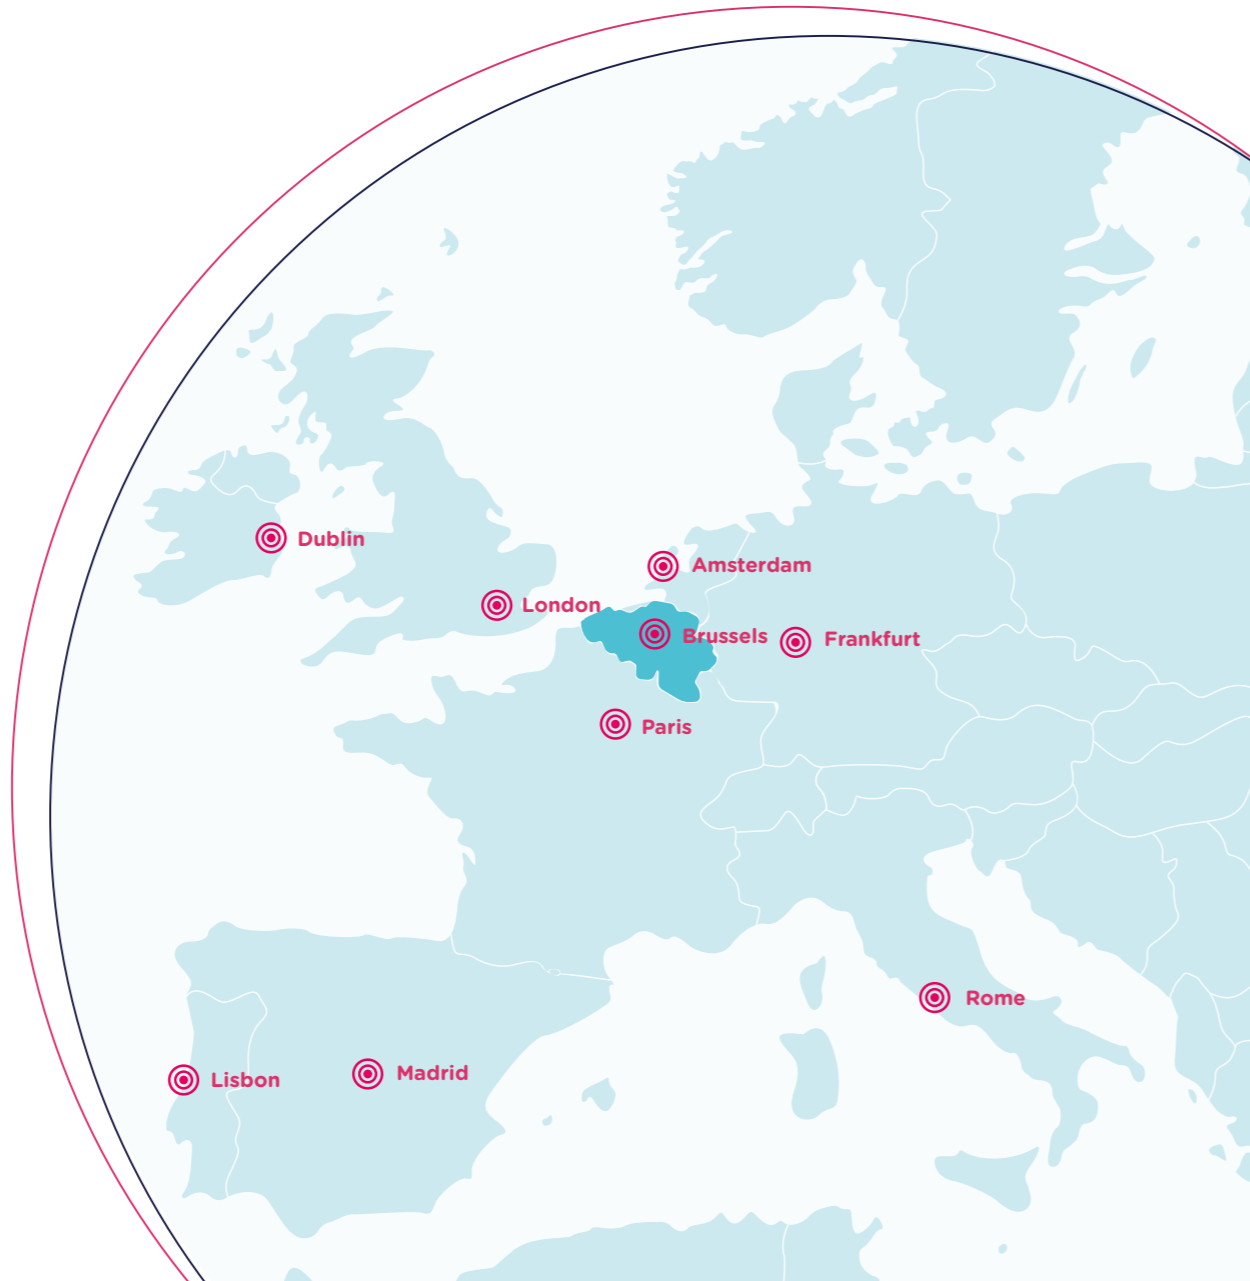 Dublin
Amsterdam
London
Brussels
Frankfurt
Paris
Rome
Lisbon
Madrid